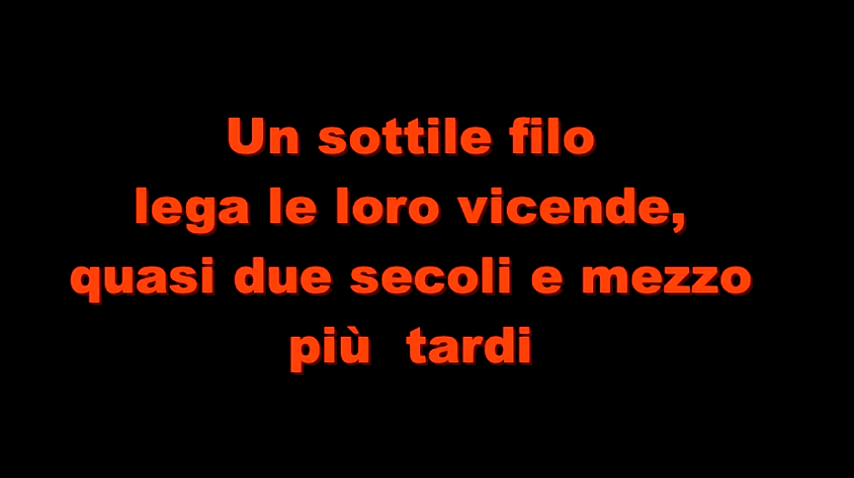 Un sottile filo
lega le loro vicende,
quasi due secoli e mezzo
più tardi